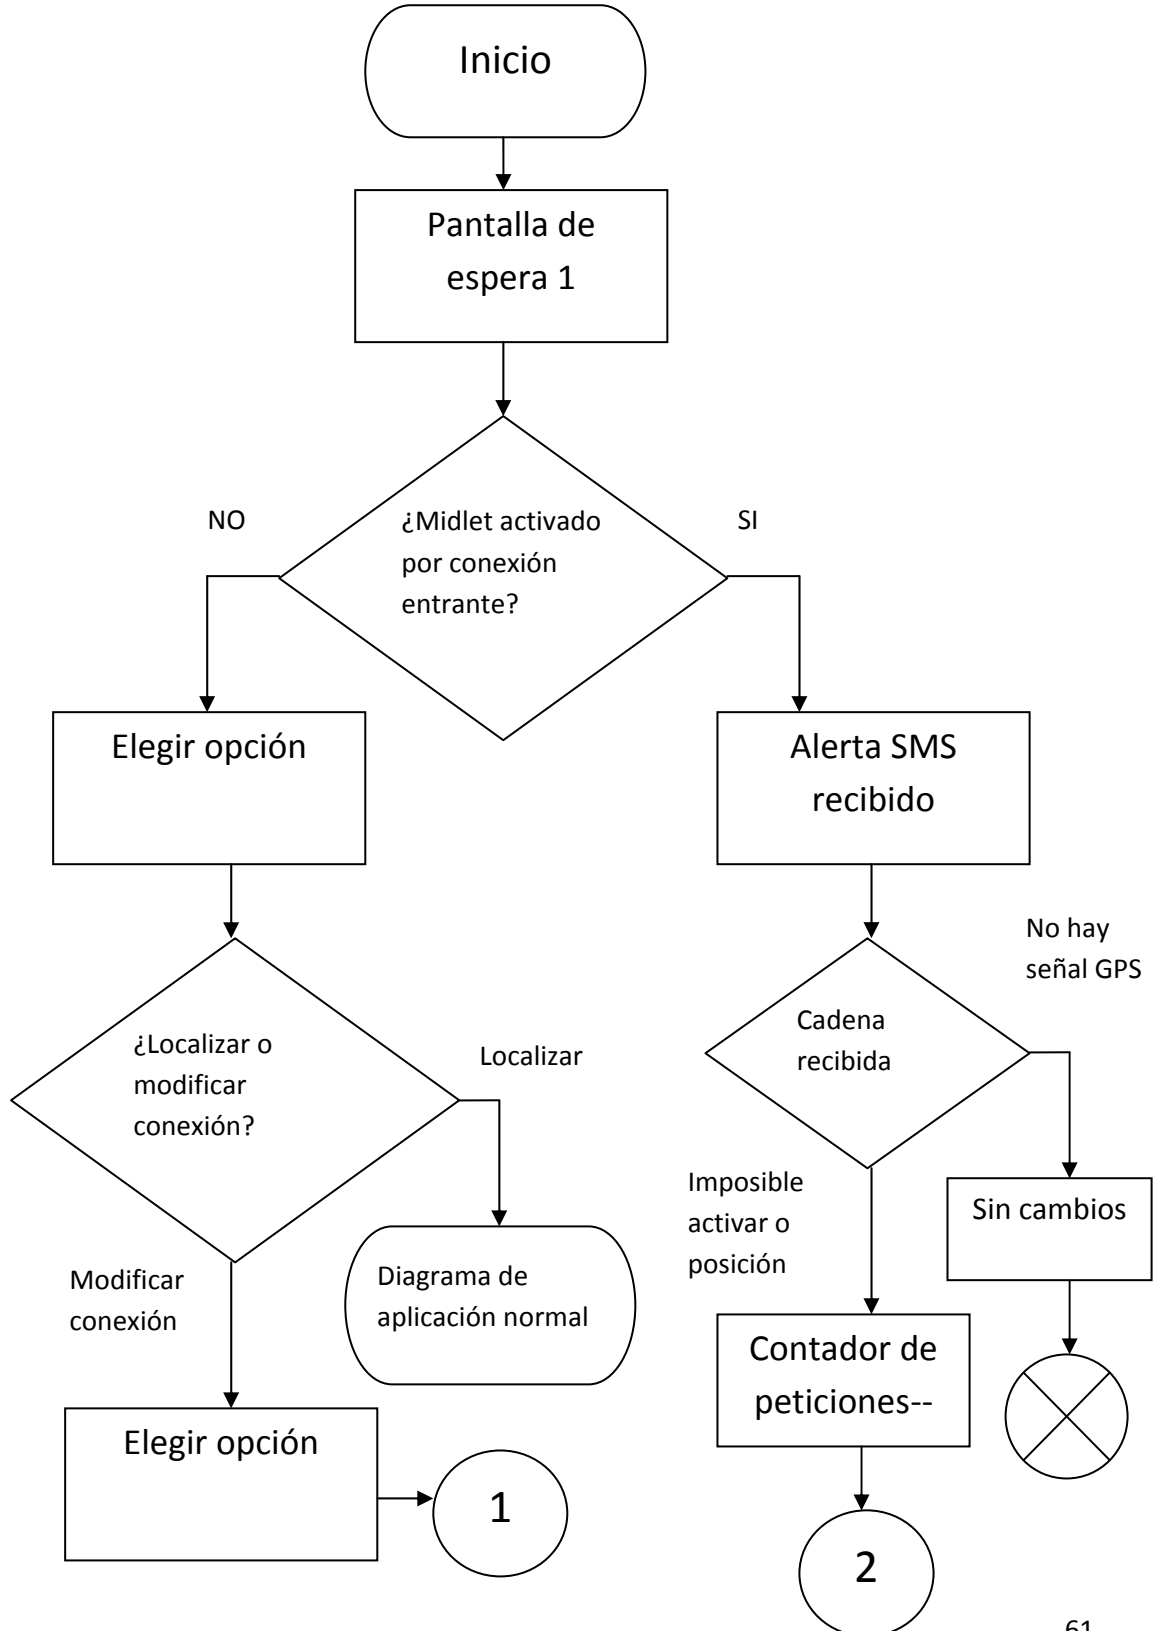 Inicio
Pantalla de
espera 1
NO
¿Midlet activado
por conexión
entrante?
SI
Elegir opción
Alerta SMS
recibido
No hay
señal GPS
¿Localizar o
modificar
conexión?
Localizar
Cadena
recibida
Imposible
activar o
posición
Sin cambios
Modificar
conexión
Diagrama de
aplicación normal
Contador de
peticiones--
Elegir opción
1
2
61